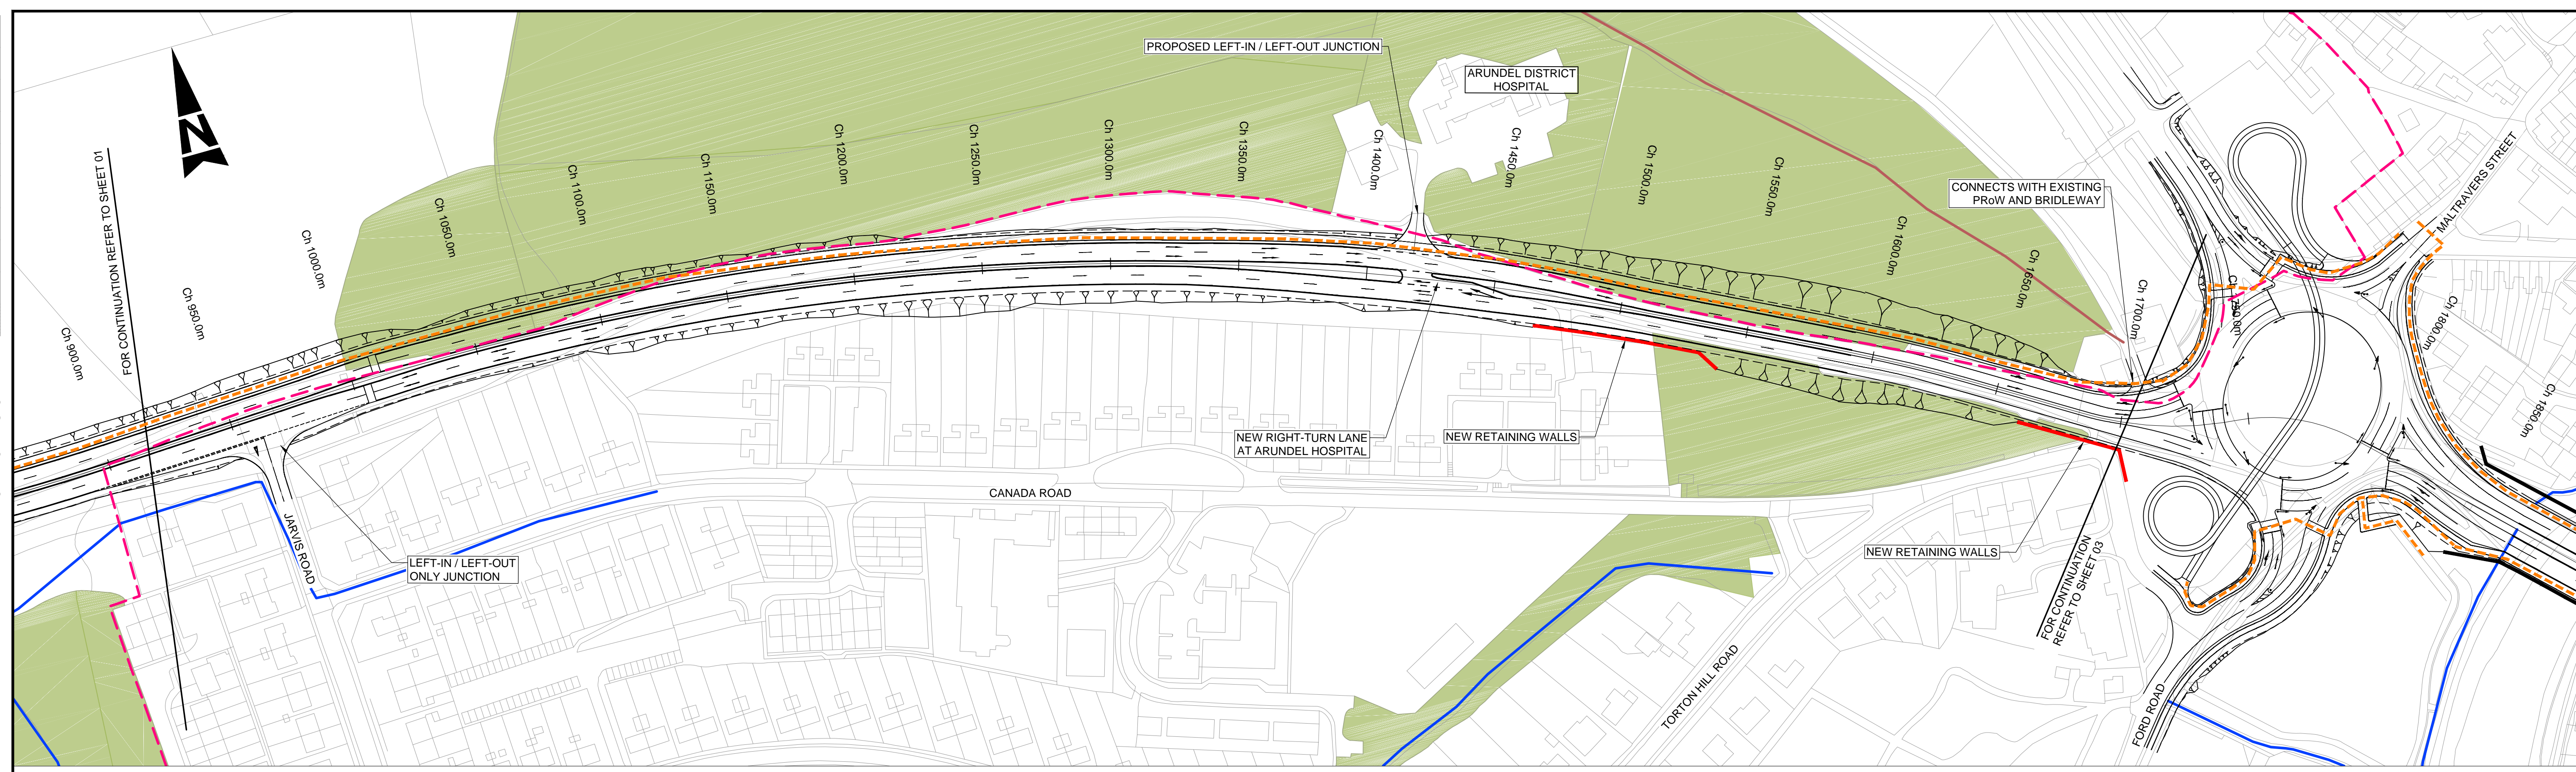 PROPOSED LEFT-IN / LEFT-OUT JUNCTION
ARUNDEL DISTRICT
HOSPITAL
N
FOR CONTINUATION REFER TO SHEET 01
Ch 900.0m
Ch 950.0m
Ch 1000.0m
Ch 1050.0m
Ch 1100.0m
Ch 1150.0m
Ch 1200.0m
Ch 1250.0m
Ch 1300.0m
Ch 1350.0m
Ch 1400.0m
Ch 1450.0m
Ch 1500.0m
Ch 1550.0m
Ch 1600.0m
Ch 1650.0m
Ch 1700.0m
Ch 1800.0m
Ch 1850.0m
CONNECTS WITH EXISTING
PRoW AND BRIDLEWAY
MALTRAVERS STREET
NEW RIGHT-TURN LANE
AT ARUNDEL HOSPITAL
NEW RETAINING WALLS
CANADA ROAD
JARVIS ROAD
LEFT-IN / LEFT-OUT
ONLY JUNCTION
NEW RETAINING WALLS
FOR CONTINUATION
REFER TO SHEET 03
TORTON HILL ROAD
FORD ROAD